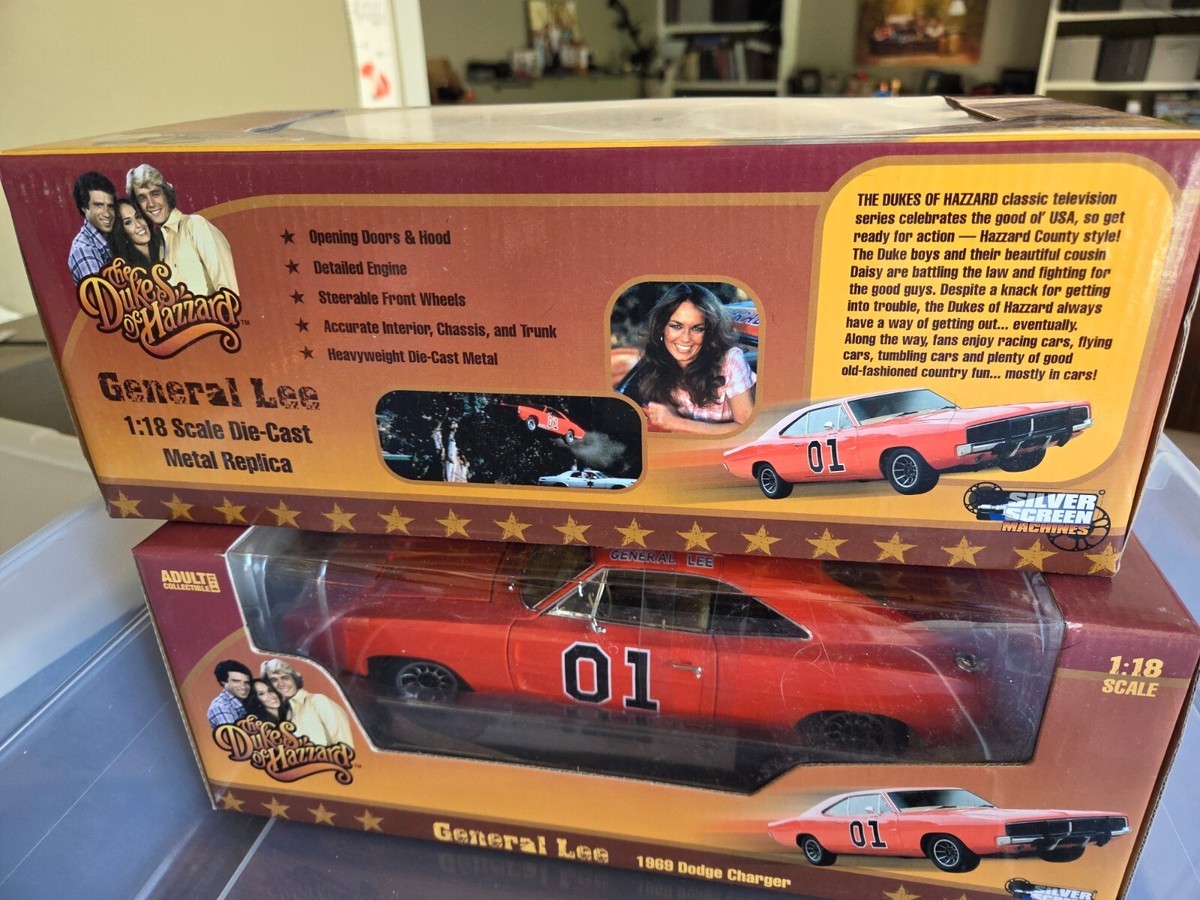 The
Dukes
of Hazzard™
General Lee
1:18 Scale Die-Cast
Metal Replica
Opening Doors & Hood
Detailed Engine
Steerable Front Wheels
Accurate Interior, Chassis, and Trunk
Heavyweight Die-Cast Metal
01
THE DUKES OF HAZZARD classic television
series celebrates the good ol' USA, so get
ready for action — Hazzard County style!
The Duke boys and their beautiful cousin
Daisy are battling the law and fighting for
the good guys. Despite a knack for getting
into trouble, the Dukes of Hazzard always
have a way of getting out... eventually.
Along the way, fans enjoy racing cars, flying
cars, tumbling cars and plenty of good
old-fashioned country fun... mostly in cars!
01
SILVER
SCREEN
MACHINES
ADULT
COLLECTIBLE
GENERAL LEE
01
1:18
SCALE
The
Dukes
of Hazzard™
General Lee
1969 Dodge Charger
01
SILVER